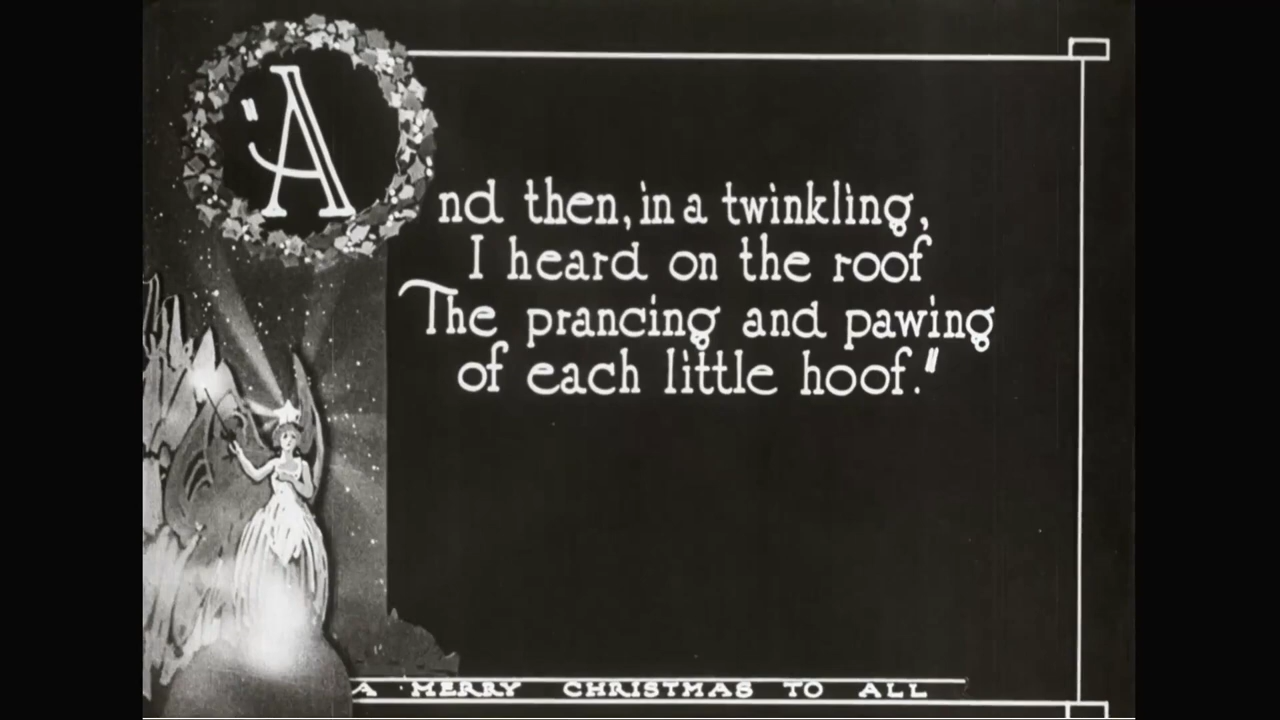 "And then, in a twinkling,
I heard on the roof
The prancing and pawing
of each little hoof."
A MERRY CHRISTMAS TO ALL